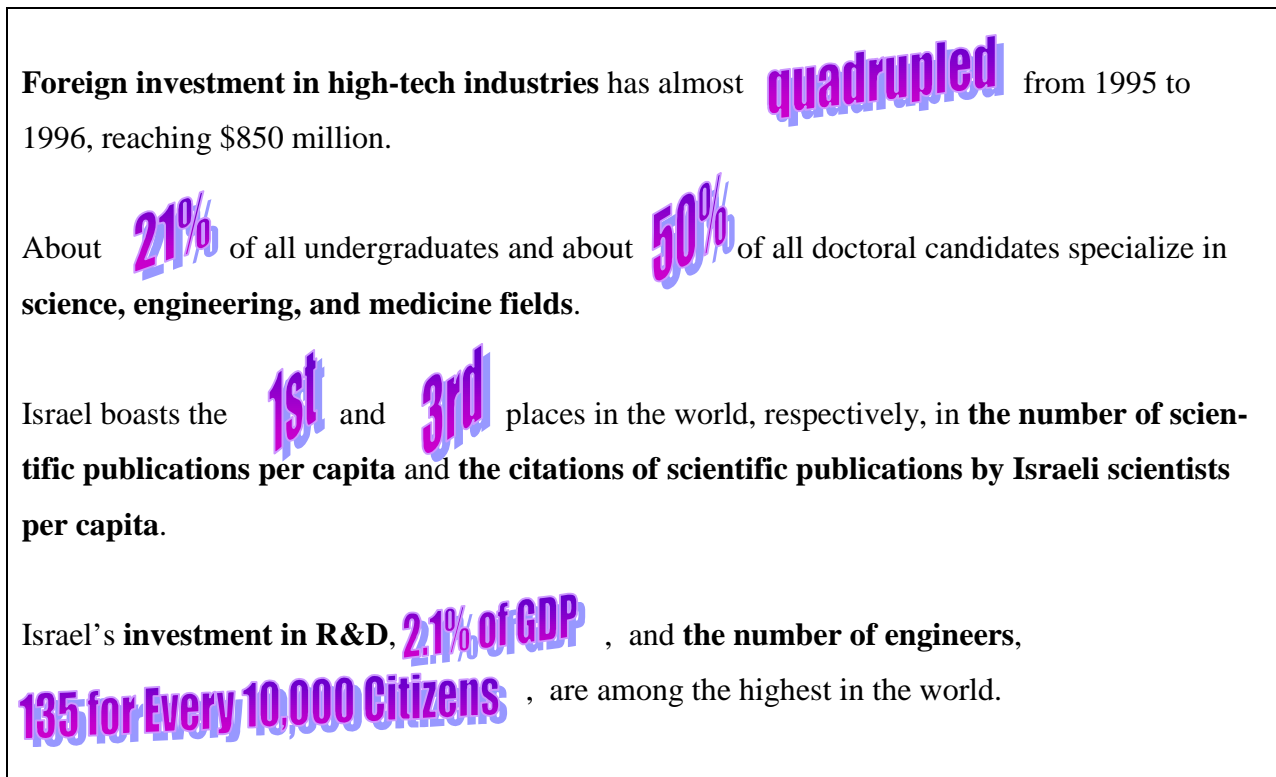 Foreign investment in high-tech industries has almost quadrupled from 1995 to
1996, reaching $850 million.
About 21% of all undergraduates and about 50% of all doctoral candidates specialize in
science, engineering, and medicine fields.
Israel boasts the 1st and 3rd places in the world, respectively, in the number of scien-
tific publications per capita and the citations of scientific publications by Israeli scientists
per capita.
Israel’s investment in R&D, 2.1% of GDP , and the number of engineers,
135 for Every 10,000 Citizens , are among the highest in the world.